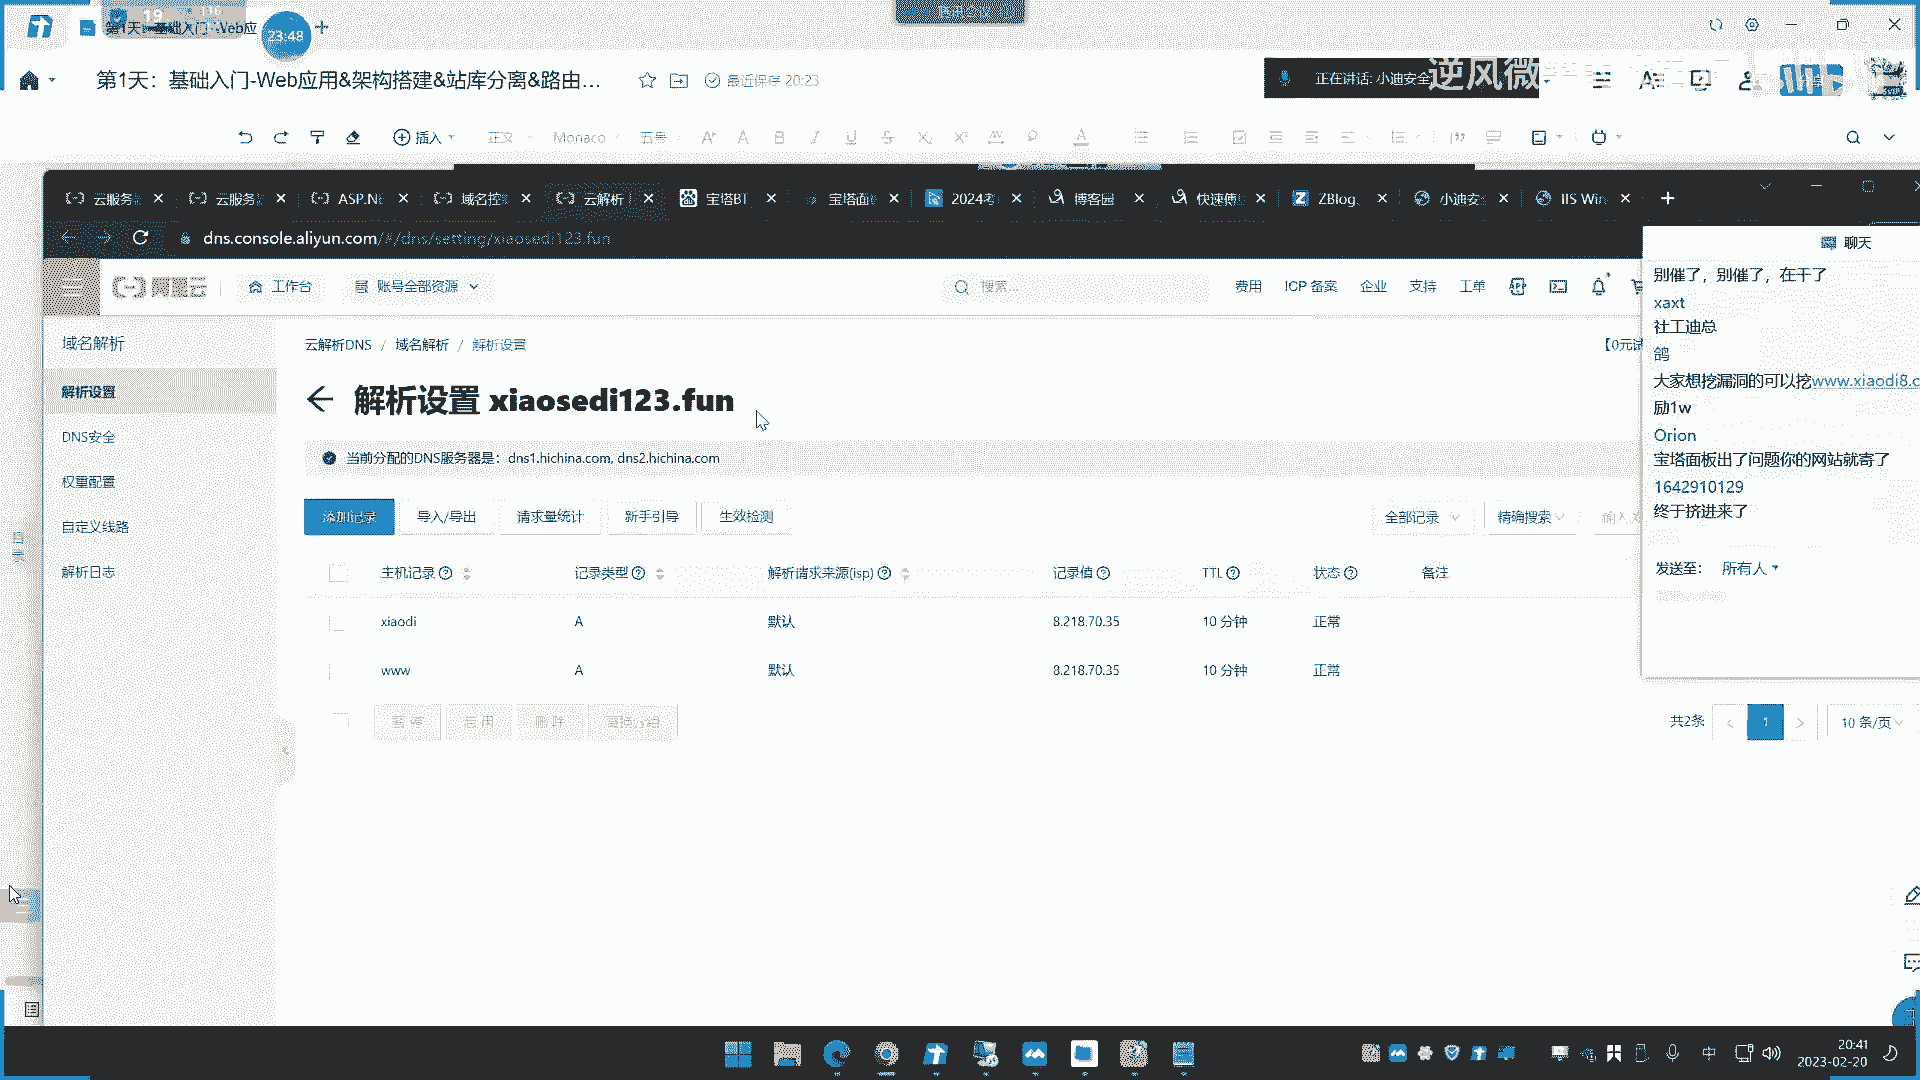 第1天：基础入门-Web应
23:48
第1天：基础入门-Web应用&架构搭建&站库分离&路由...
最近保存 20:23
正在讲话: 小迪安全
逆风微
插入
正文
Monaco
五号
云服务
云服务
ASP.NE
域名控
云解析
宝塔BT
宝塔面
2024考
博客园
快速傅
ZBlog
小迪安
IIS Win
dns.console.aliyun.com/#/dns/setting/xiaosedi123.fun
工作台
账号全部资源
搜索...
费用
ICP 备案
企业
支持
工单
域名解析
解析设置
DNS安全
权重配置
自定义线路
解析日志
云解析DNS / 域名解析 / 解析设置
【0元试
解析设置 xiaosedi123.fun
当前分配的DNS服务器是：dns1.hichina.com, dns2.hichina.com
添加记录
导入/导出
请求量统计
新手引导
生效检测
全部记录
精确搜索
主机记录
记录类型
解析请求来源(isp)
记录值
TTL
状态
备注
xiaodi A 默认 8.218.70.35 10 分钟 正常
www A 默认 8.218.70.35 10 分钟 正常
暂停
启用
删除
更换分组
共2条
1
10 条/页
聊天
别催了，别催了，在干了
xaxt
社工迪总
鸽
大家想挖漏洞的可以挖www.xiaodi8.c
励1w
Orion
宝塔面板出了问题你的网站就寄了
1642910129
终于挤进来了
发送至： 所有人
目录
中
20:41
2023-02-20